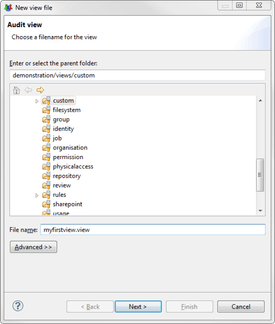 New view file
Audit view
Choose a filename for the view
Enter or select the parent folder:
demonstration/views/custom
custom
filesystem
group
identity
job
organisation
permission
physicalaccess
repository
review
rules
sharepoint
usage
File name: myfirstview.view
Advanced >>
? < Back Next > Finish Cancel